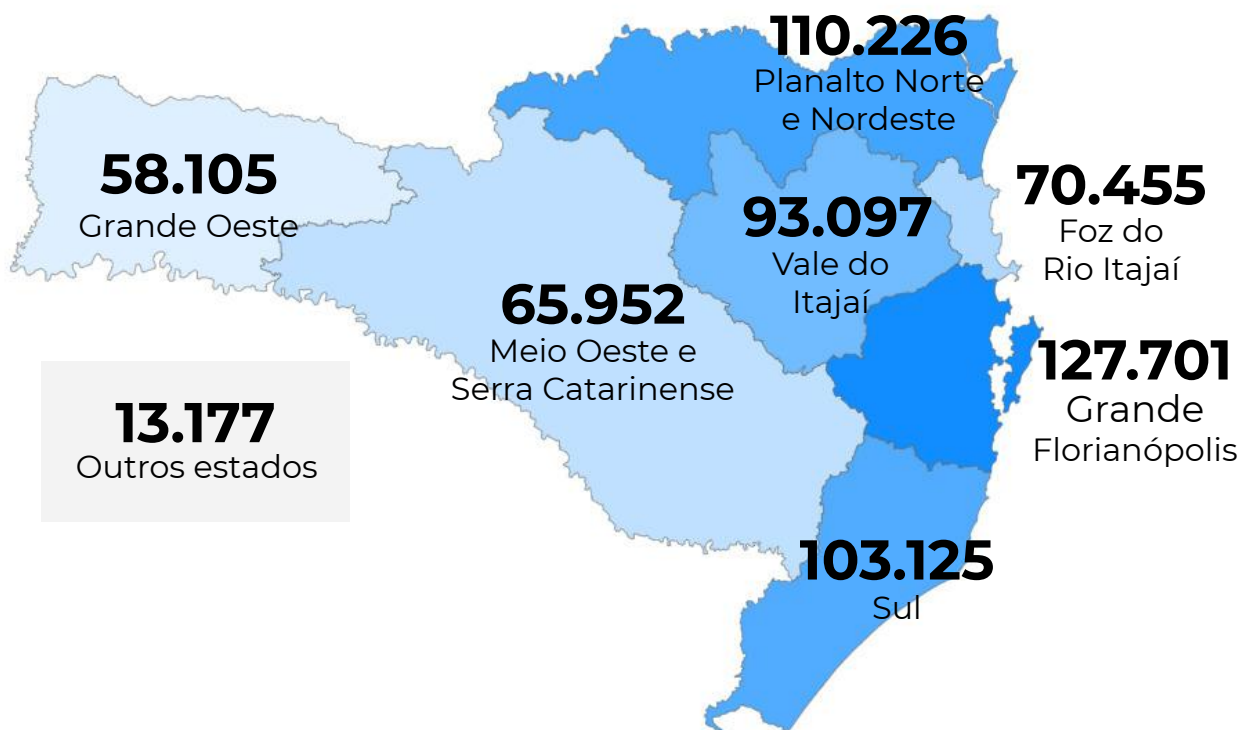 110.226
Planalto Norte
e Nordeste
58.105
Grande Oeste
70.455
Foz do
Rio Itajaí
93.097
Vale do
Itajaí
65.952
Meio Oeste e
Serra Catarinense
127.701
Grande
Florianópolis
13.177
Outros estados
103.125
Sul